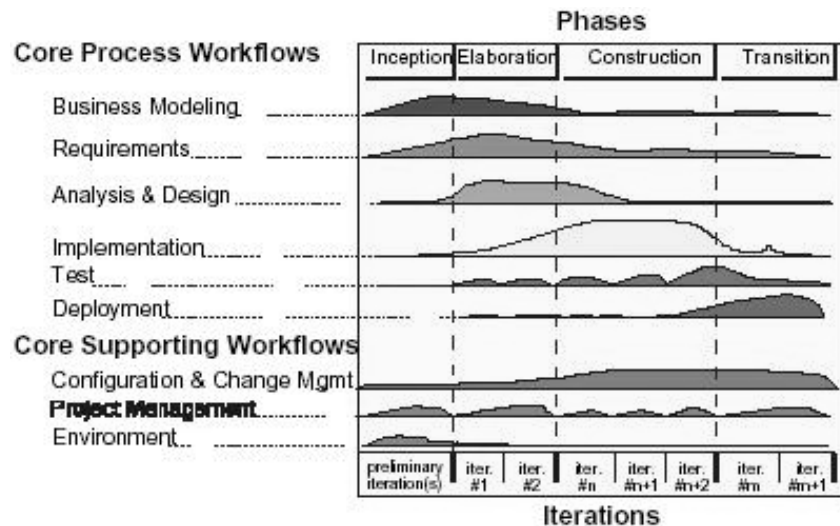 Phases
Core Process Workflows
Inception Elaboration Construction Transition
Business Modeling
Requirements
Analysis & Design
Implementation
Test
Deployment
Core Supporting Workflows
Configuration & Change Mgmt
Project Management
Environment
preliminary iteration(s) iter. #1 iter. #2 iter. #n iter. #n+1 iter. #n+2 iter. #m iter. #m+1
Iterations